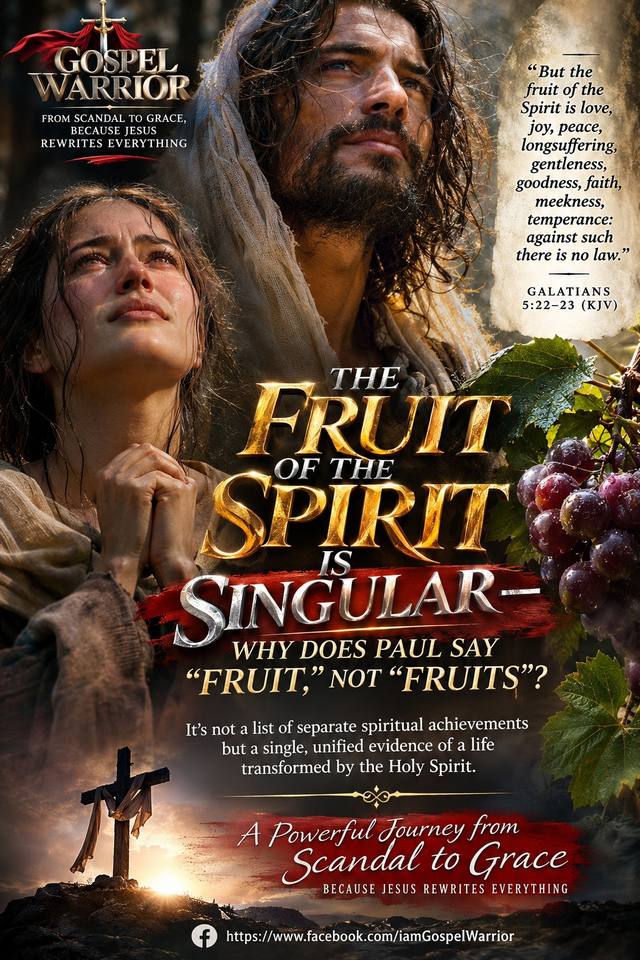 GOSPEL
WARRIOR
FROM SCANDAL TO GRACE,
BECAUSE JESUS
REWRITES EVERYTHING
“But the
fruit of the
Spirit is love,
joy, peace,
longsuffering,
gentleness,
goodness, faith,
meekness,
temperance:
against such
there is no law.”
GALATIANS
5:22–23 (KJV)
THE
FRUIT
OF THE
SPIRIT
IS
SINGULAR—
WHY DOES PAUL SAY
“FRUIT,” NOT “FRUITS”?
It’s not a list of separate spiritual achievements
but a single, unified evidence of a life
transformed by the Holy Spirit.
A Powerful Journey from
Scandal to Grace
BECAUSE JESUS REWRITES EVERYTHING
https://www.facebook.com/iamGospelWarrior